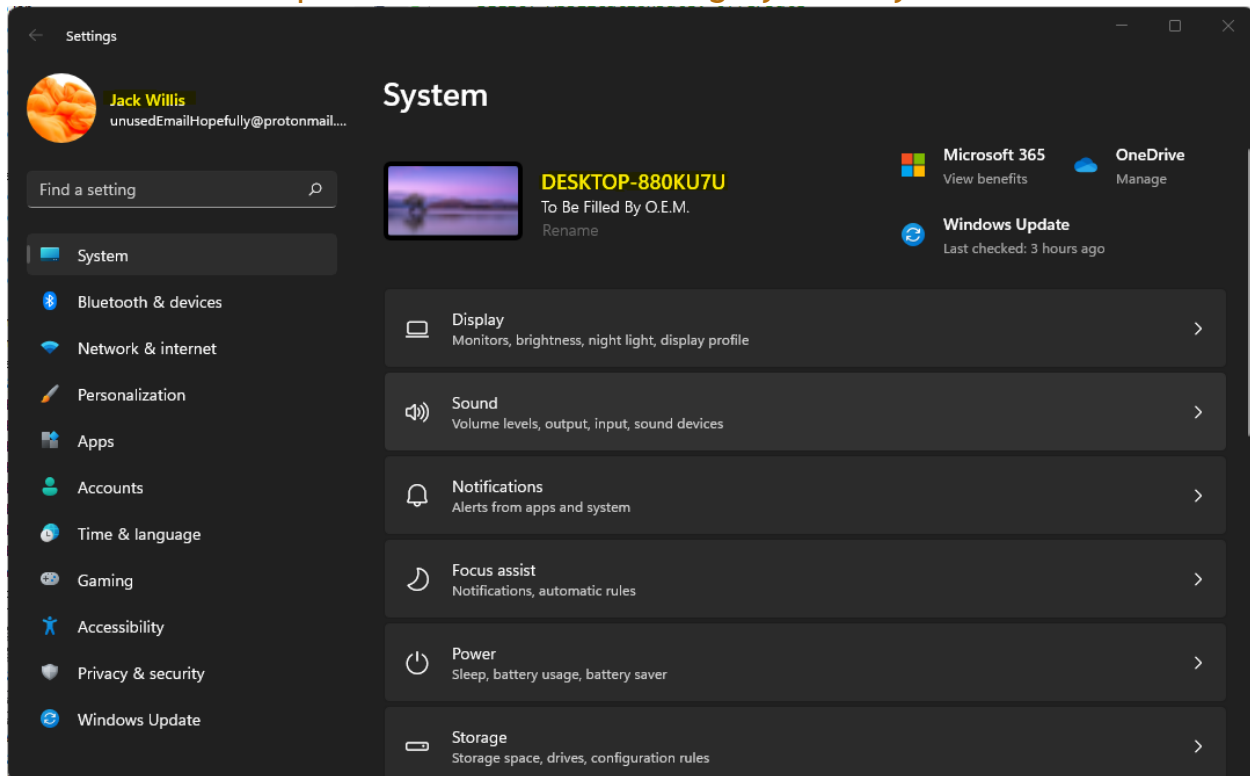 Settings
Jack Willis
unusedEmailHopefully@protonmail....
Find a setting
System
Bluetooth & devices
Network & internet
Personalization
Apps
Accounts
Time & language
Gaming
Accessibility
Privacy & security
Windows Update
System
DESKTOP-880KU7U
To Be Filled By O.E.M.
Rename
Microsoft 365
View benefits
OneDrive
Manage
Windows Update
Last checked: 3 hours ago
Display
Monitors, brightness, night light, display profile
Sound
Volume levels, output, input, sound devices
Notifications
Alerts from apps and system
Focus assist
Notifications, automatic rules
Power
Sleep, battery usage, battery saver
Storage
Storage space, drives, configuration rules